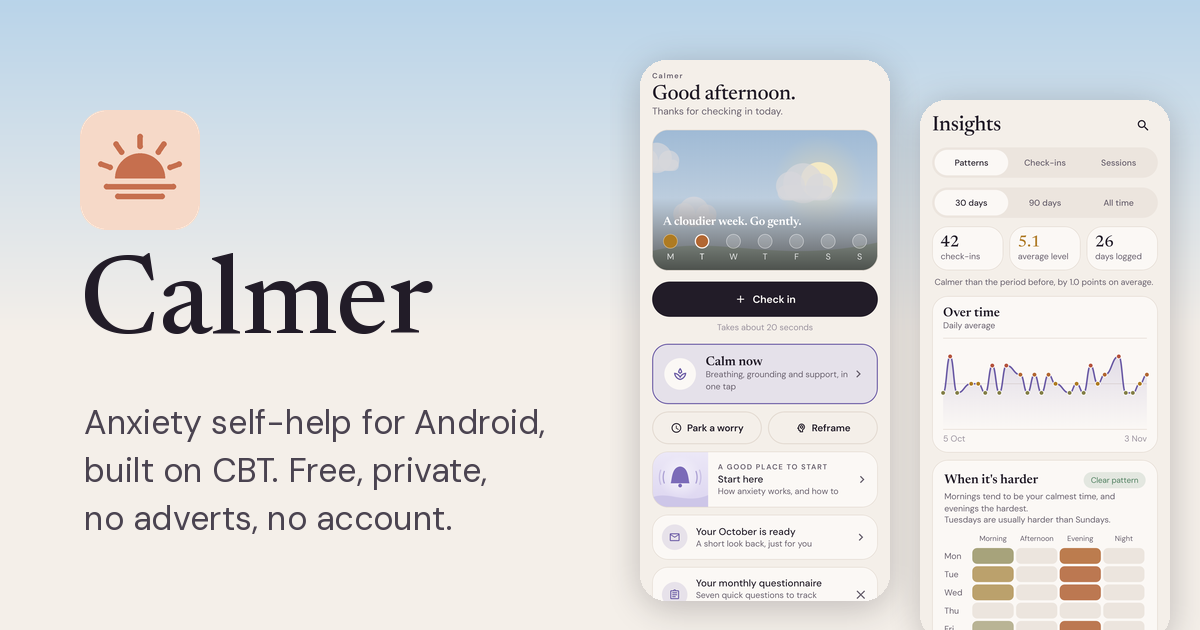 Calmer
Anxiety self-help for Android,
built on CBT. Free, private,
no adverts, no account.
Calmer
Good afternoon.
Thanks for checking in today.
A cloudier week. Go gently.
M T W T F S S
+ Check in
Takes about 20 seconds
Calm now
Breathing, grounding and support, in
one tap
Park a worry
Reframe
A GOOD PLACE TO START
Start here
How anxiety works, and how to
Your October is ready
A short look back, just for you
Your monthly questionnaire
Seven quick questions to track
Insights
Patterns Check-ins Sessions
30 days 90 days All time
42 5.1 26
check-ins average level days logged
Calmer than the period before, by 1.0 points on average.
Over time
Daily average
5 Oct 3 Nov
When it's harder Clear pattern
Mornings tend to be your calmest time, and
evenings the hardest.
Tuesdays are usually harder than Sundays.
Morning Afternoon Evening Night
Mon
Tue
Wed
Thu
Fri